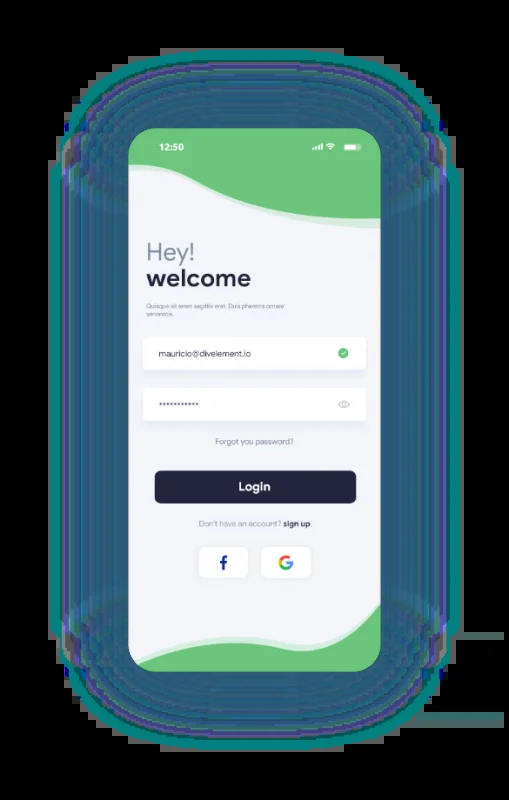 12:50
Hey!
welcome
Quisque sit amet sagittis erat. Duis pharetra ornare
venenatis.
mauricio@divelement.io
***********
Forgot you password?
Login
Don't have an account? sign up